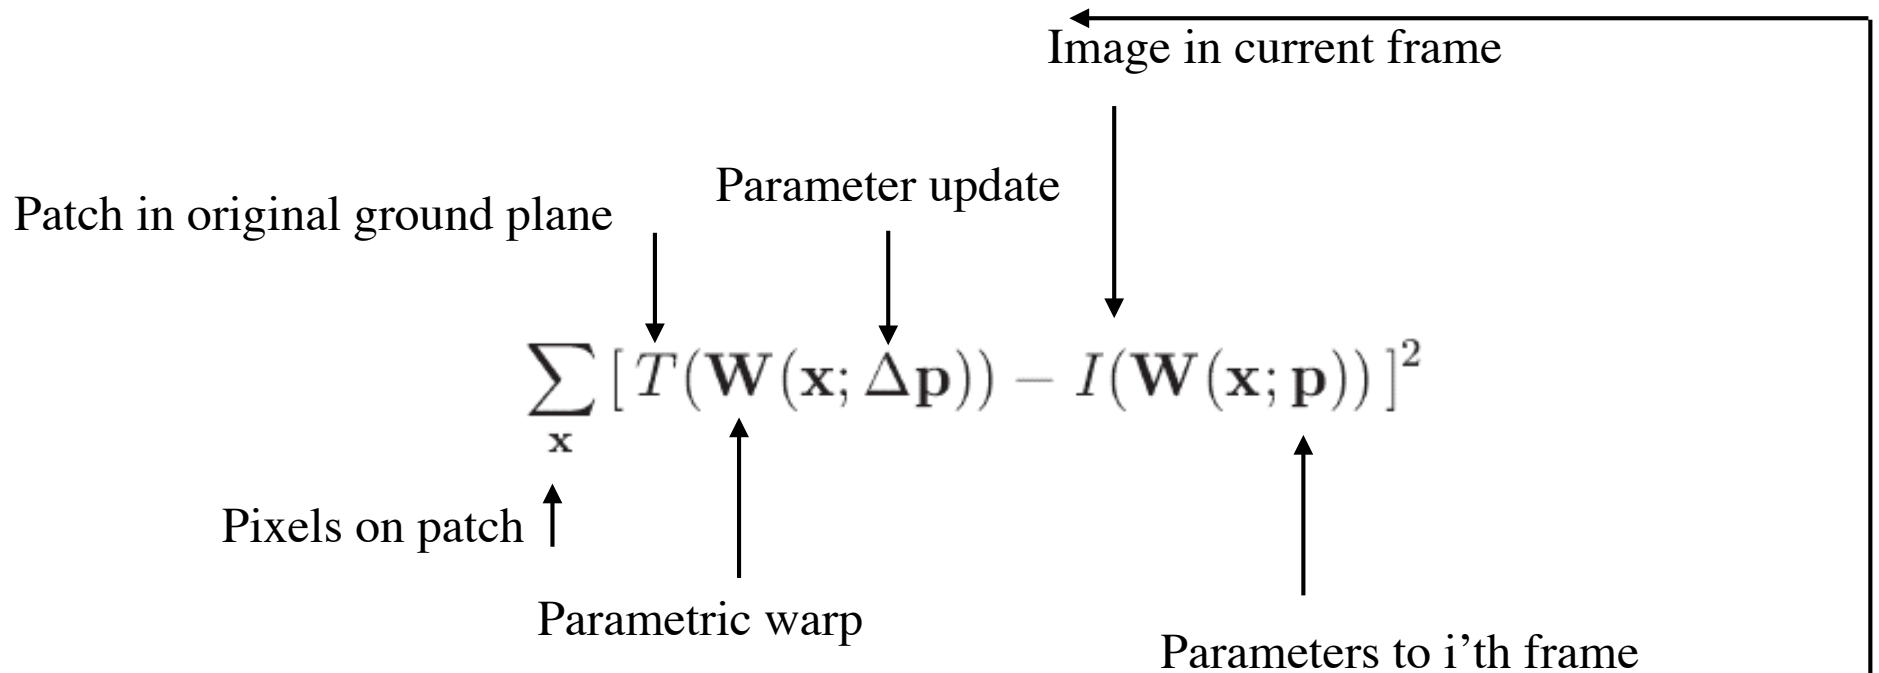 Image in current frame
Parameter update
Patch in original ground plane
∑ [ T(W(x; Δp)) − I(W(x; p)) ]²
x
Pixels on patch
Parametric warp
Parameters to i’th frame